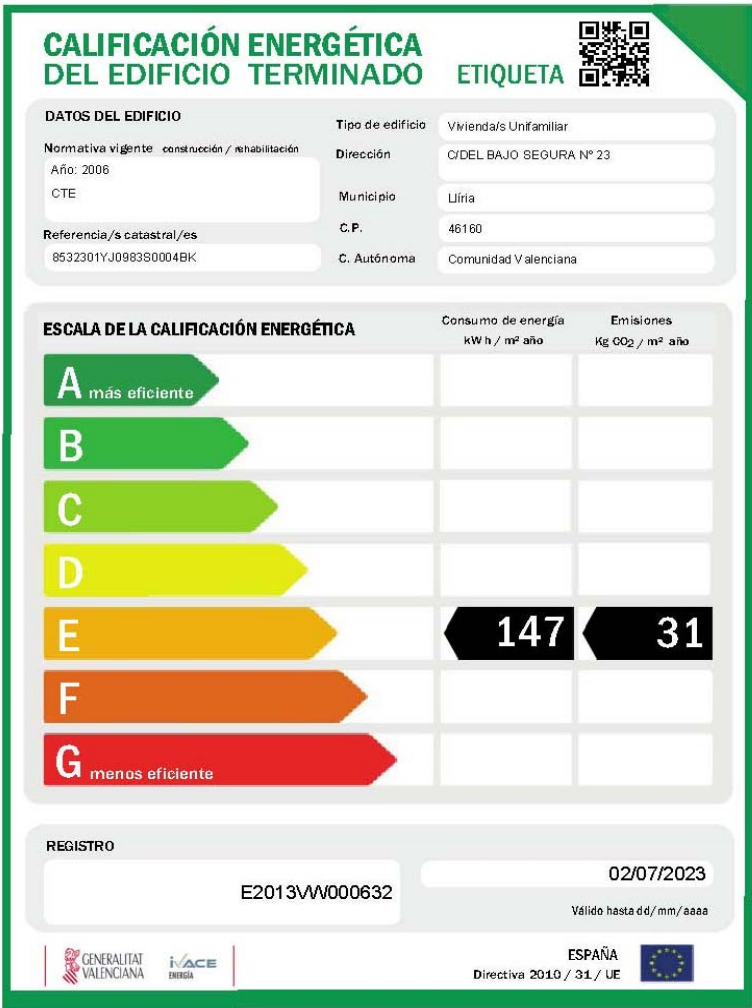 CALIFICACIÓN ENERGÉTICA
DEL EDIFICIO TERMINADO
ETIQUETA
DATOS DEL EDIFICIO
Normativa vigente construcción / rehabilitación
Año: 2006
CTE
Referencia/s catastral/es
8532301YJ0983S0004BK
Tipo de edificio
Vivienda/s Unifamiliar
Dirección
C/DEL BAJO SEGURA Nº 23
Municipio
Llíria
C.P.
46160
C. Autónoma
Comunidad Valenciana
ESCALA DE LA CALIFICACIÓN ENERGÉTICA
Consumo de energía
kW h / m² año
Emisiones
Kg CO₂ / m² año
A más eficiente
B
C
D
E
147
31
F
G menos eficiente
REGISTRO
E2013VW000632
02/07/2023
Válido hasta dd/mm/aaaa
GENERALITAT
VALENCIANA
iVACE
ENERGÍA
ESPAÑA
Directiva 2010 / 31 / UE